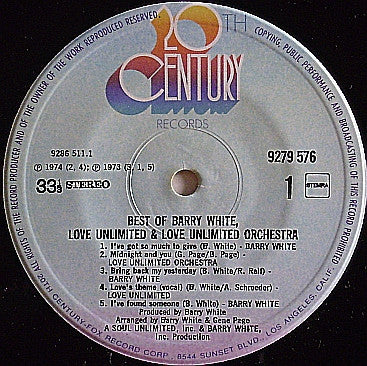 20TH
CENTURY
RECORDS
9286 511.1
℗ 1974 (2, 4); ℗ 1973 (3, 1, 5)
9279 576
33⅓ STEREO
1
STEMRA
BEST OF BARRY WHITE,
LOVE UNLIMITED & LOVE UNLIMITED ORCHESTRA
1. I've got so much to give (B. White) - BARRY WHITE
2. Midnight and you (G. Page/B. Page) -
LOVE UNLIMITED ORCHESTRA
3. Bring back my yesterday (B. White/R. Ralf) -
BARRY WHITE
4. Love's theme (vocal) (B. White/A. Schroeder) -
LOVE UNLIMITED
5. I've found someone (B. White) - BARRY WHITE
Produced by Barry White
Arranged by Barry White & Gene Page
A SOUL UNLIMITED, Inc. & BARRY WHITE,
Inc. Production.
ALL RIGHTS OF THE RECORD PRODUCER AND OF THE OWNER OF THE WORK REPRODUCED RESERVED.
COPYING, PUBLIC PERFORMANCE AND BROADCASTING OF THIS RECORD PROHIBITED
20TH CENTURY-FOX RECORD CORP., 8544 SUNSET BLVD., LOS ANGELES, CALIF.